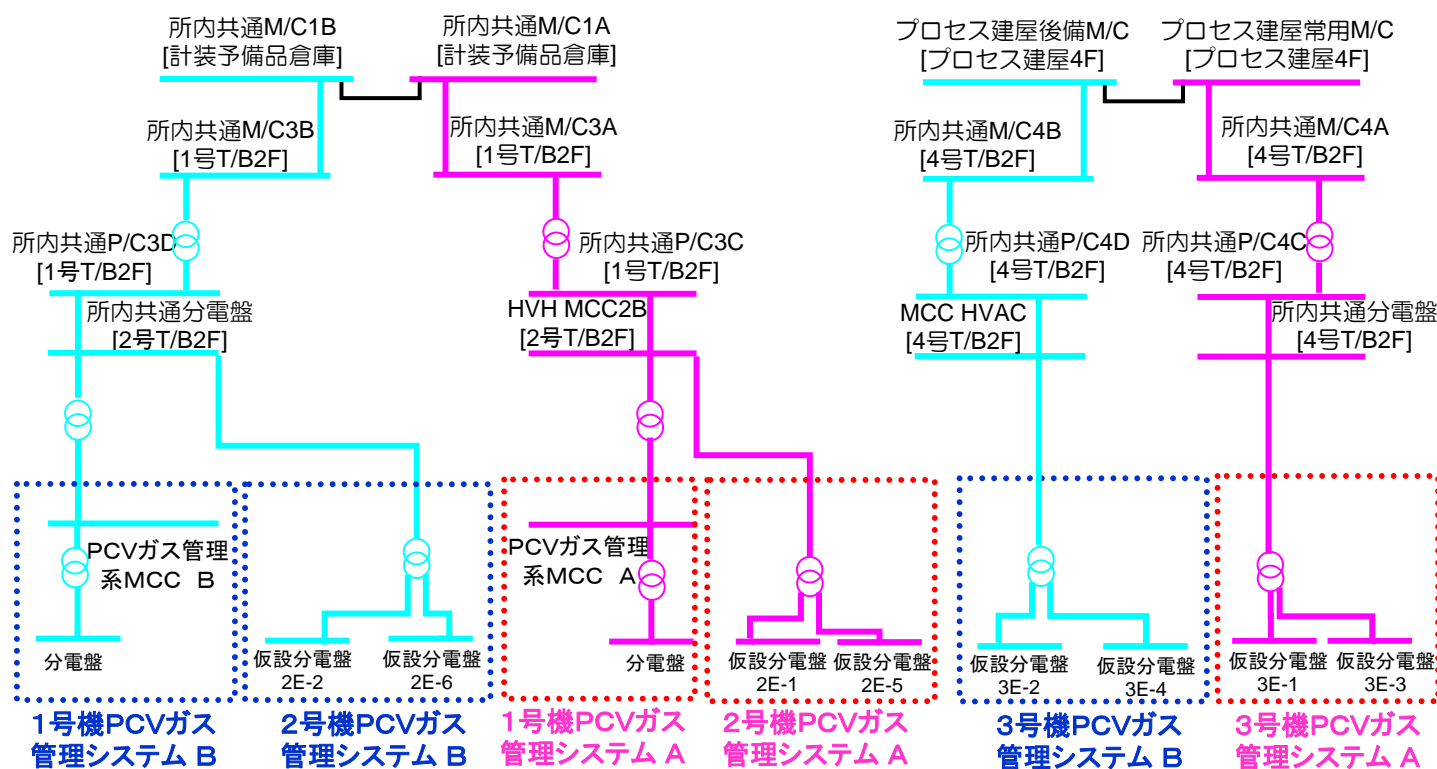 所内共通M/C1B
[計装予備品倉庫]
所内共通M/C1A
[計装予備品倉庫]
プロセス建屋後備M/C
[プロセス建屋4F]
プロセス建屋常用M/C
[プロセス建屋4F]
所内共通M/C3B
[1号T/B2F]
所内共通M/C3A
[1号T/B2F]
所内共通M/C4B
[4号T/B2F]
所内共通M/C4A
[4号T/B2F]
所内共通P/C3D
[1号T/B2F]
所内共通P/C3C
[1号T/B2F]
所内共通P/C4D
[4号T/B2F]
所内共通P/C4C
[4号T/B2F]
所内共通分電盤
[2号T/B2F]
HVH MCC2B
[2号T/B2F]
MCC HVAC
[4号T/B2F]
所内共通分電盤
[4号T/B2F]
PCVガス管理
系MCC B
PCVガス管理
系MCC A
分電盤
仮設分電盤
2E-2
仮設分電盤
2E-6
分電盤
仮設分電盤
2E-1
仮設分電盤
2E-5
仮設分電盤
3E-2
仮設分電盤
3E-4
仮設分電盤
3E-1
仮設分電盤
3E-3
1号機PCVガス
管理システム B
2号機PCVガス
管理システム B
1号機PCVガス
管理システム A
2号機PCVガス
管理システム A
3号機PCVガス
管理システム B
3号機PCVガス
管理システム A